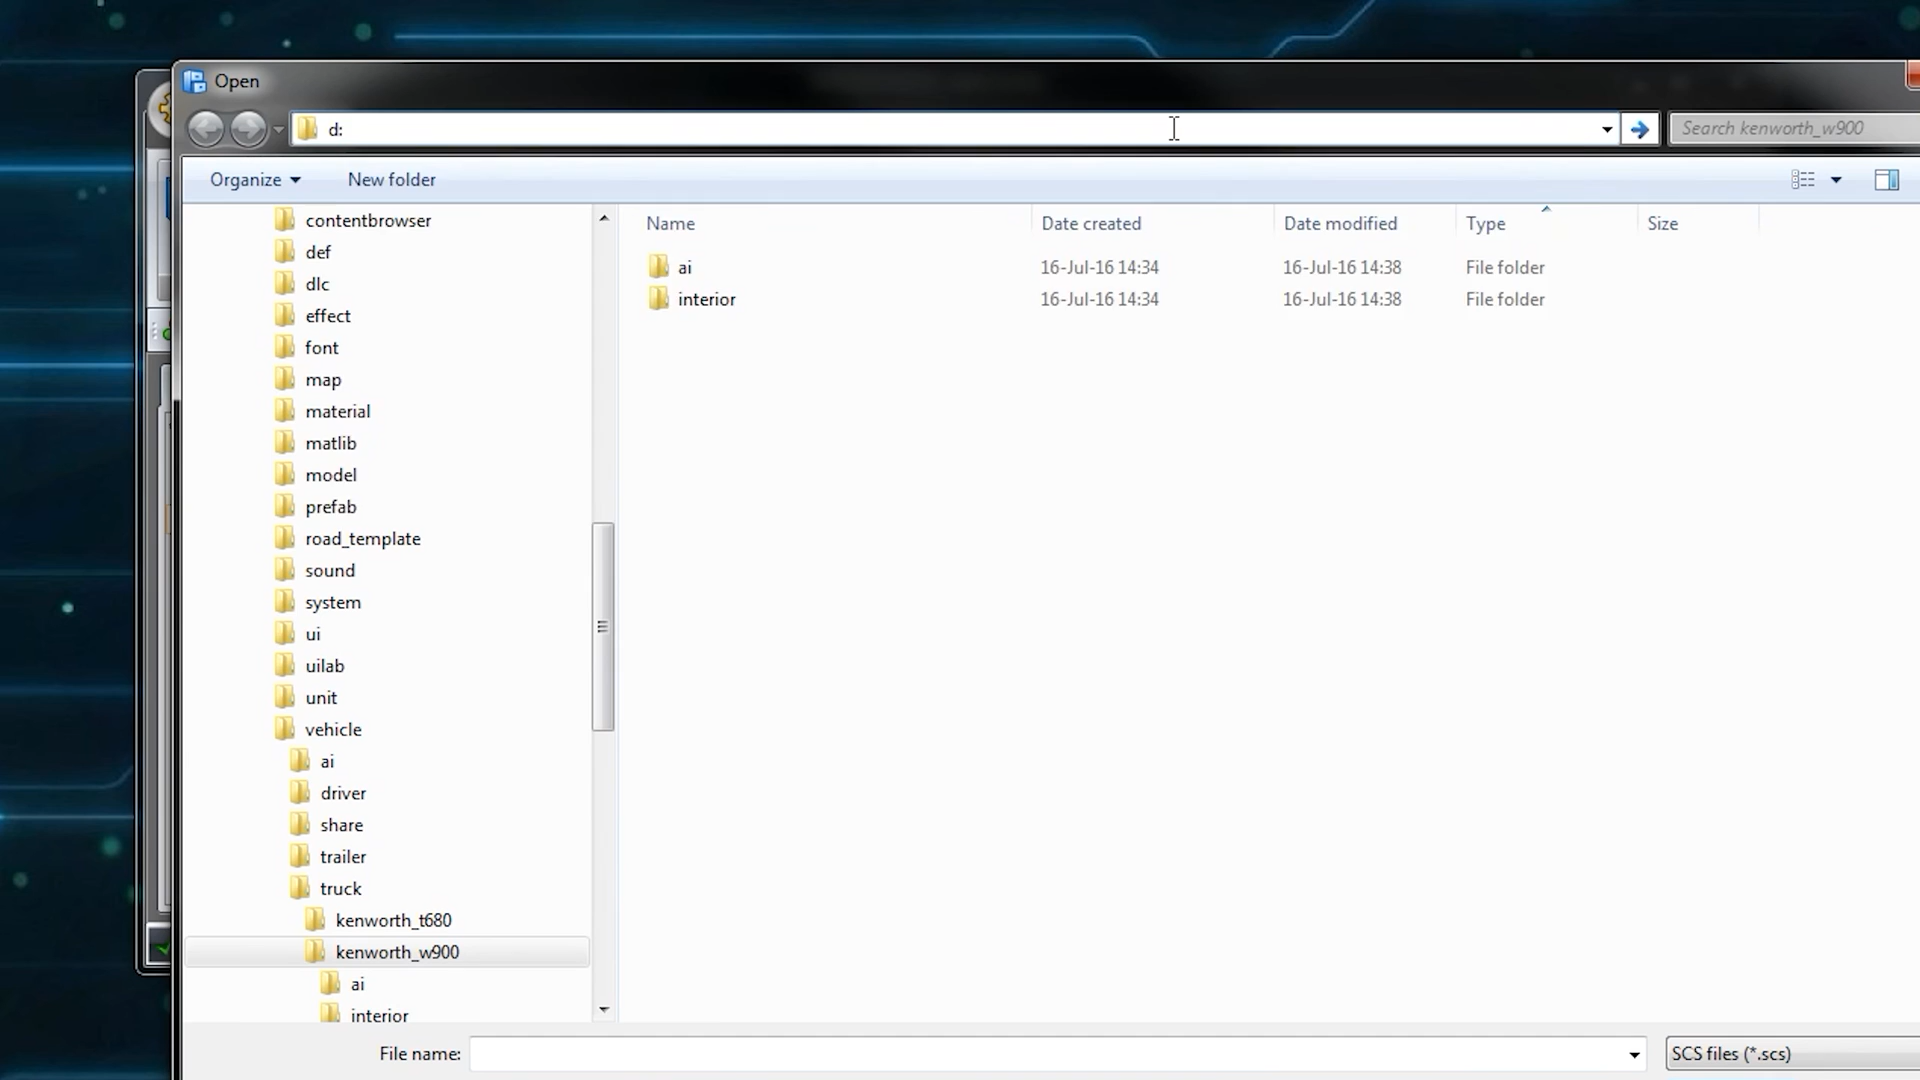 Open
d:
Search kenworth_w900
Organize
New folder
contentbrowser
def
dlc
effect
font
map
material
matlib
model
prefab
road_template
sound
system
ui
uilab
unit
vehicle
ai
driver
share
trailer
truck
kenworth_t680
kenworth_w900
ai
interior
Name Date created Date modified Type Size
ai 16-Jul-16 14:34 16-Jul-16 14:38 File folder
interior 16-Jul-16 14:34 16-Jul-16 14:38 File folder
File name:
SCS files (*.scs)